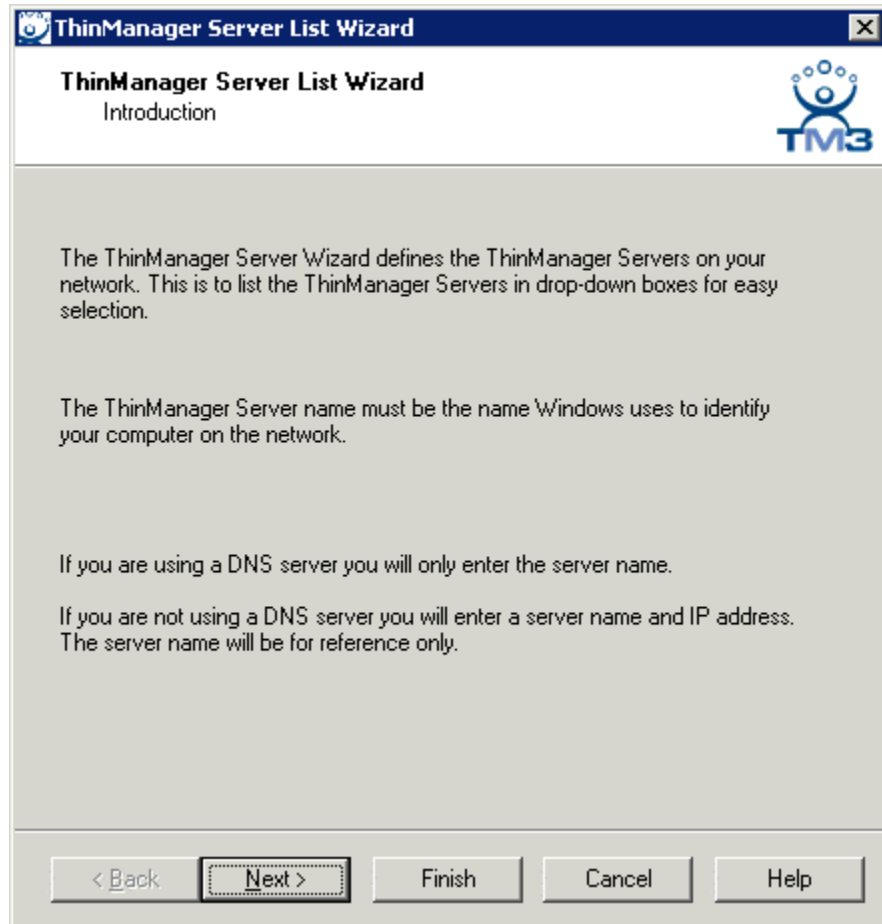 ThinManager Server List Wizard
ThinManager Server List Wizard
Introduction
TM3
The ThinManager Server Wizard defines the ThinManager Servers on your
network. This is to list the ThinManager Servers in drop-down boxes for easy
selection.
The ThinManager Server name must be the name Windows uses to identify
your computer on the network.
If you are using a DNS server you will only enter the server name.
If you are not using a DNS server you will enter a server name and IP address.
The server name will be for reference only.
< Back Next > Finish Cancel Help